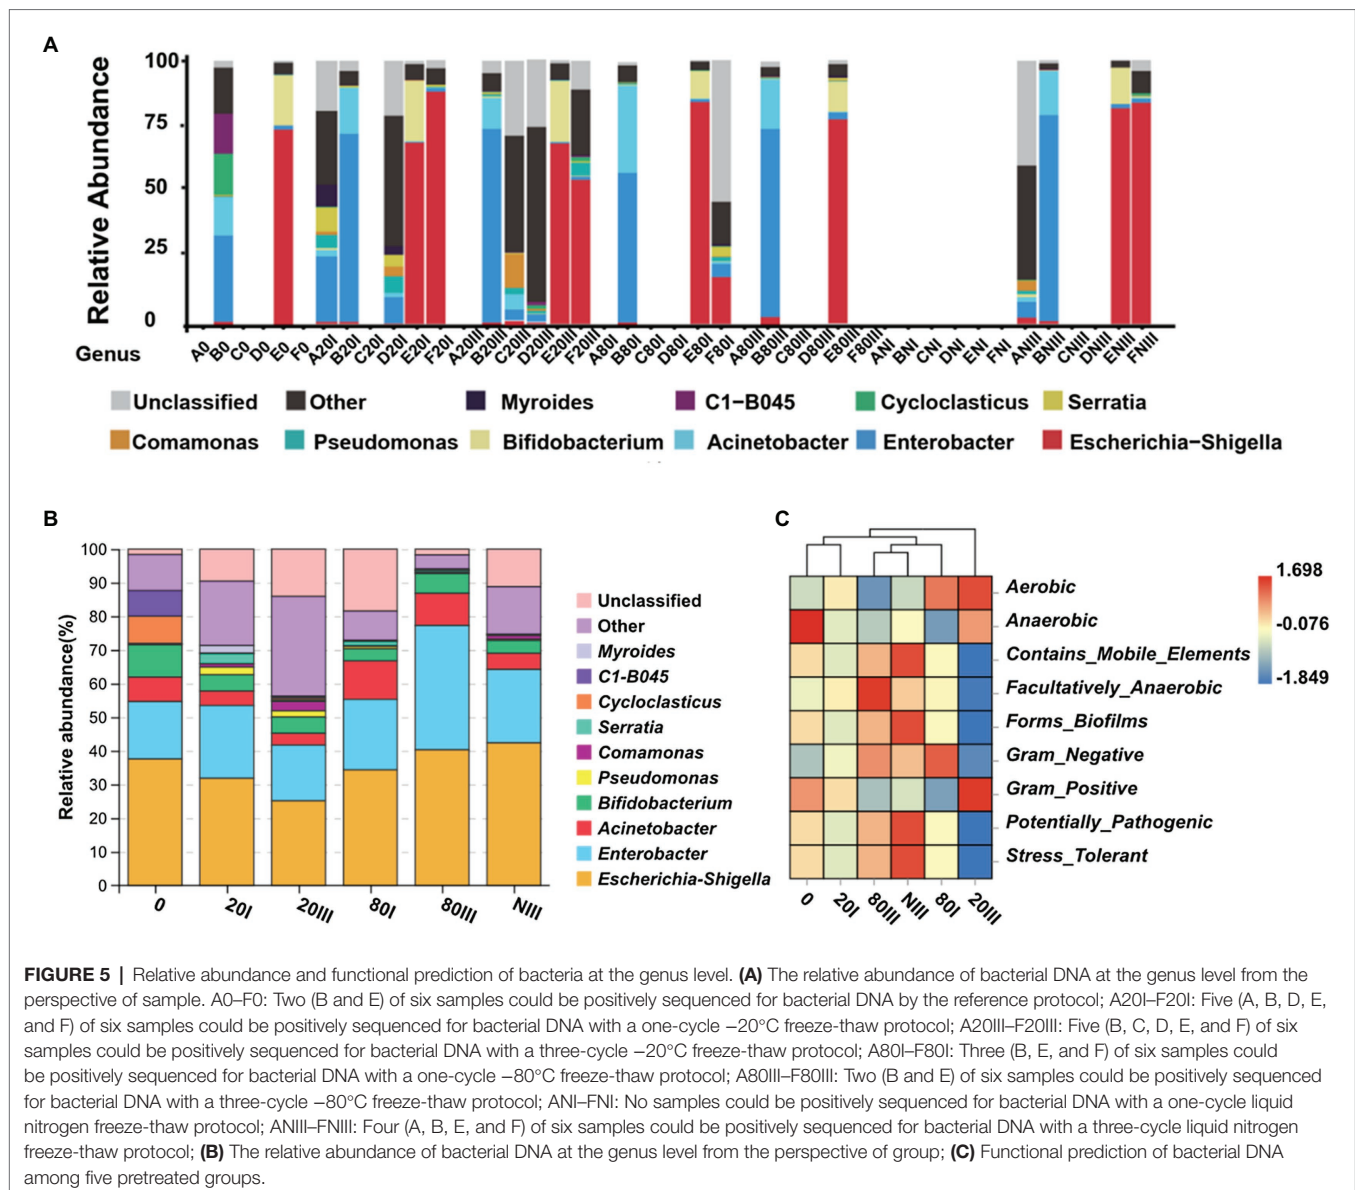 A
Relative Abundance
100
75
50
25
0
Genus
A0 B0 C0 D0 E0 F0 A20I B20I C20I D20I E20I F20I A20III B20III C20III D20III E20III F20III A80I B80I C80I D80I E80I F80I A80III B80III C80III D80III E80III F80III ANI BNI CNI DNI ENI FNI ANIII BNIII CNIII DNIII ENIII FNIII
Unclassified Other Myroides C1−B045 Cycloclasticus Serratia
Comamonas Pseudomonas Bifidobacterium Acinetobacter Enterobacter Escherichia−Shigella
B
Relative abundance(%)
100
90
80
70
60
50
40
30
20
10
0
0 20I 20III 80I 80III NIII
Unclassified
Other
Myroides
C1-B045
Cycloclasticus
Serratia
Comamonas
Pseudomonas
Bifidobacterium
Acinetobacter
Enterobacter
Escherichia-Shigella
C
Aerobic
Anaerobic
Contains_Mobile_Elements
Facultatively_Anaerobic
Forms_Biofilms
Gram_Negative
Gram_Positive
Potentially_Pathogenic
Stress_Tolerant
0 20I 80III NIII 80I 20III
1.698
-0.076
-1.849
FIGURE 5 | Relative abundance and functional prediction of bacteria at the genus level. (A) The relative abundance of bacterial DNA at the genus level from the
perspective of sample. A0–F0: Two (B and E) of six samples could be positively sequenced for bacterial DNA by the reference protocol; A20I–F20I: Five (A, B, D, E,
and F) of six samples could be positively sequenced for bacterial DNA with a one-cycle −20°C freeze-thaw protocol; A20III–F20III: Five (B, C, D, E, and F) of six
samples could be positively sequenced for bacterial DNA with a three-cycle −20°C freeze-thaw protocol; A80I–F80I: Three (B, E, and F) of six samples could
be positively sequenced for bacterial DNA with a one-cycle −80°C freeze-thaw protocol; A80III–F80III: Two (B and E) of six samples could be positively sequenced
for bacterial DNA with a three-cycle −80°C freeze-thaw protocol; ANI–FNI: No samples could be positively sequenced for bacterial DNA with a one-cycle liquid
nitrogen freeze-thaw protocol; ANIII–FNIII: Four (A, B, E, and F) of six samples could be positively sequenced for bacterial DNA with a three-cycle liquid nitrogen
freeze-thaw protocol; (B) The relative abundance of bacterial DNA at the genus level from the perspective of group; (C) Functional prediction of bacterial DNA
among five pretreated groups.